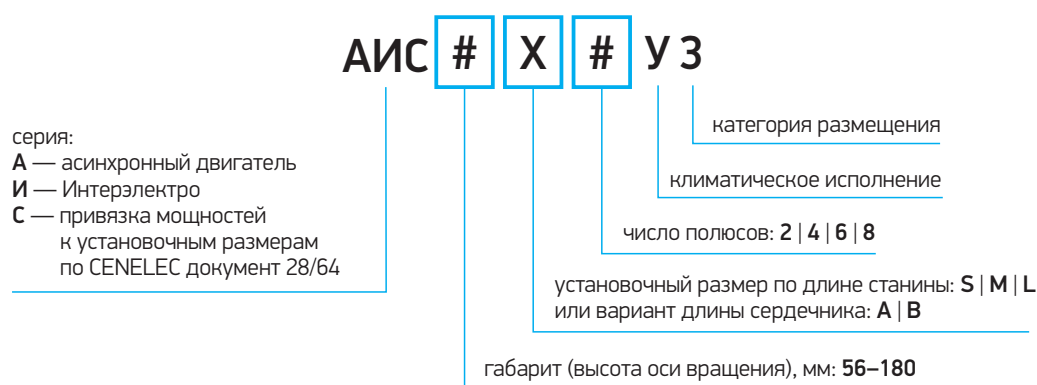 АИС # X # У 3
серия:
А — асинхронный двигатель
И — Интерэлектро
С — привязка мощностей
к установочным размерам
по CENELEC документ 28/64
категория размещения
климатическое исполнение
число полюсов: 2 | 4 | 6 | 8
установочный размер по длине станины: S | M | L
или вариант длины сердечника: A | B
габарит (высота оси вращения), мм: 56–180